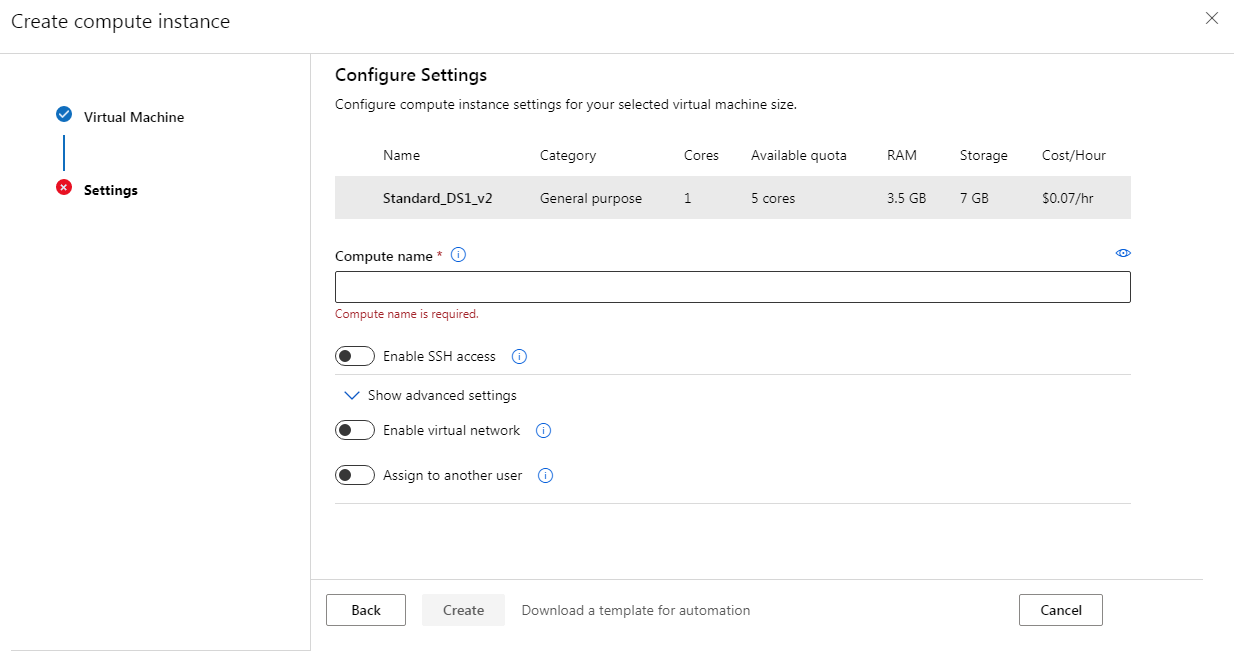 Create compute instance
Virtual Machine
Settings
Configure Settings
Configure compute instance settings for your selected virtual machine size.
Name Category Cores Available quota RAM Storage Cost/Hour
Standard_DS1_v2 General purpose 1 5 cores 3.5 GB 7 GB $0.07/hr
Compute name *
Compute name is required.
Enable SSH access
Show advanced settings
Enable virtual network
Assign to another user
Back Create Download a template for automation Cancel